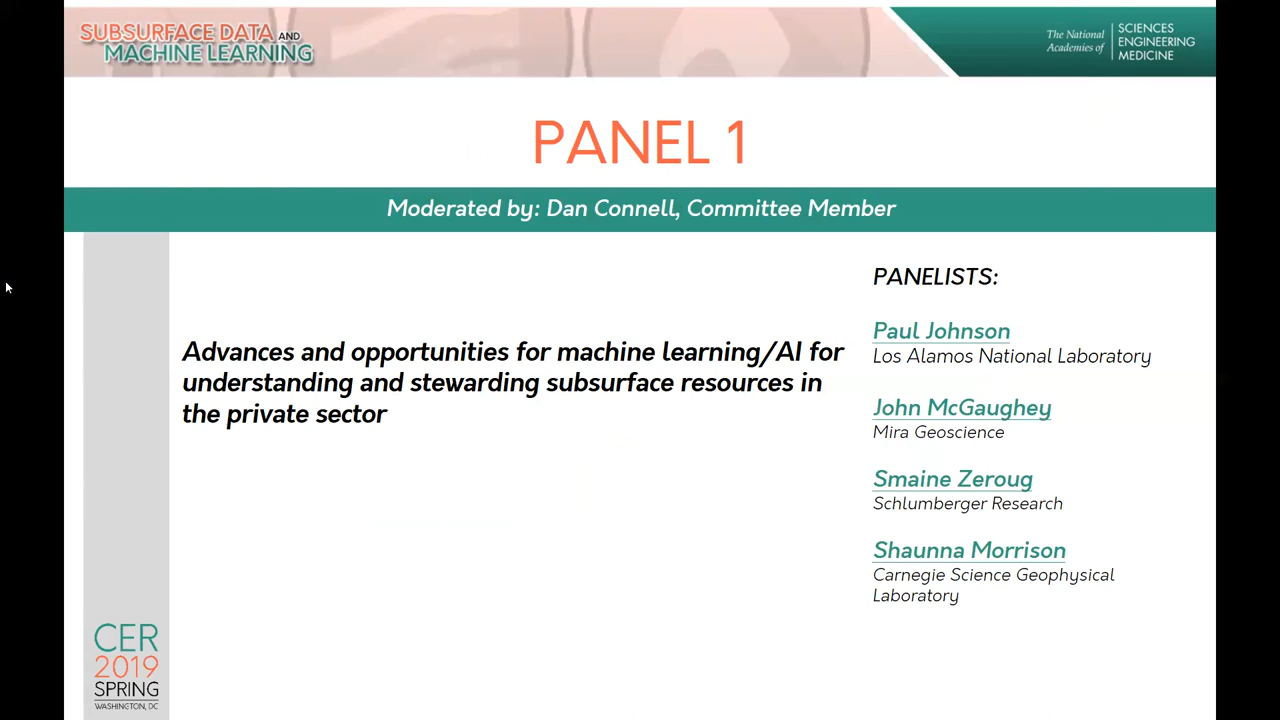 SUBSURFACE DATA AND
MACHINE LEARNING
The National
Academies of
SCIENCES
ENGINEERING
MEDICINE
PANEL 1
Moderated by: Dan Connell, Committee Member
Advances and opportunities for machine learning/AI for
understanding and stewarding subsurface resources in
the private sector
PANELISTS:
Paul Johnson
Los Alamos National Laboratory
John McGaughey
Mira Geoscience
Smaine Zeroug
Schlumberger Research
Shaunna Morrison
Carnegie Science Geophysical
Laboratory
CER
2019
SPRING
WASHINGTON, DC